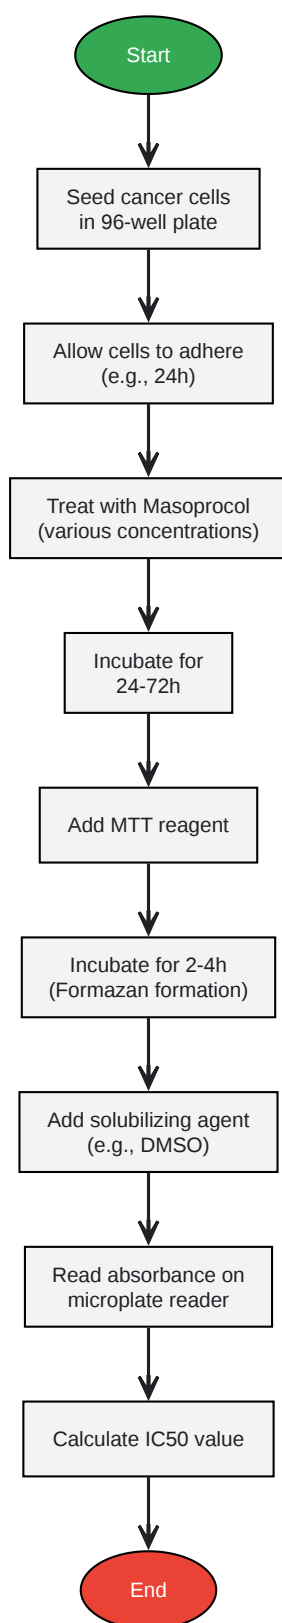 Start
Seed cancer cells
in 96-well plate
Allow cells to adhere
(e.g., 24h)
Treat with Masoprocol
(various concentrations)
Incubate for
24-72h
Add MTT reagent
Incubate for 2-4h
(Formazan formation)
Add solubilizing agent
(e.g., DMSO)
Read absorbance on
microplate reader
Calculate IC50 value
End